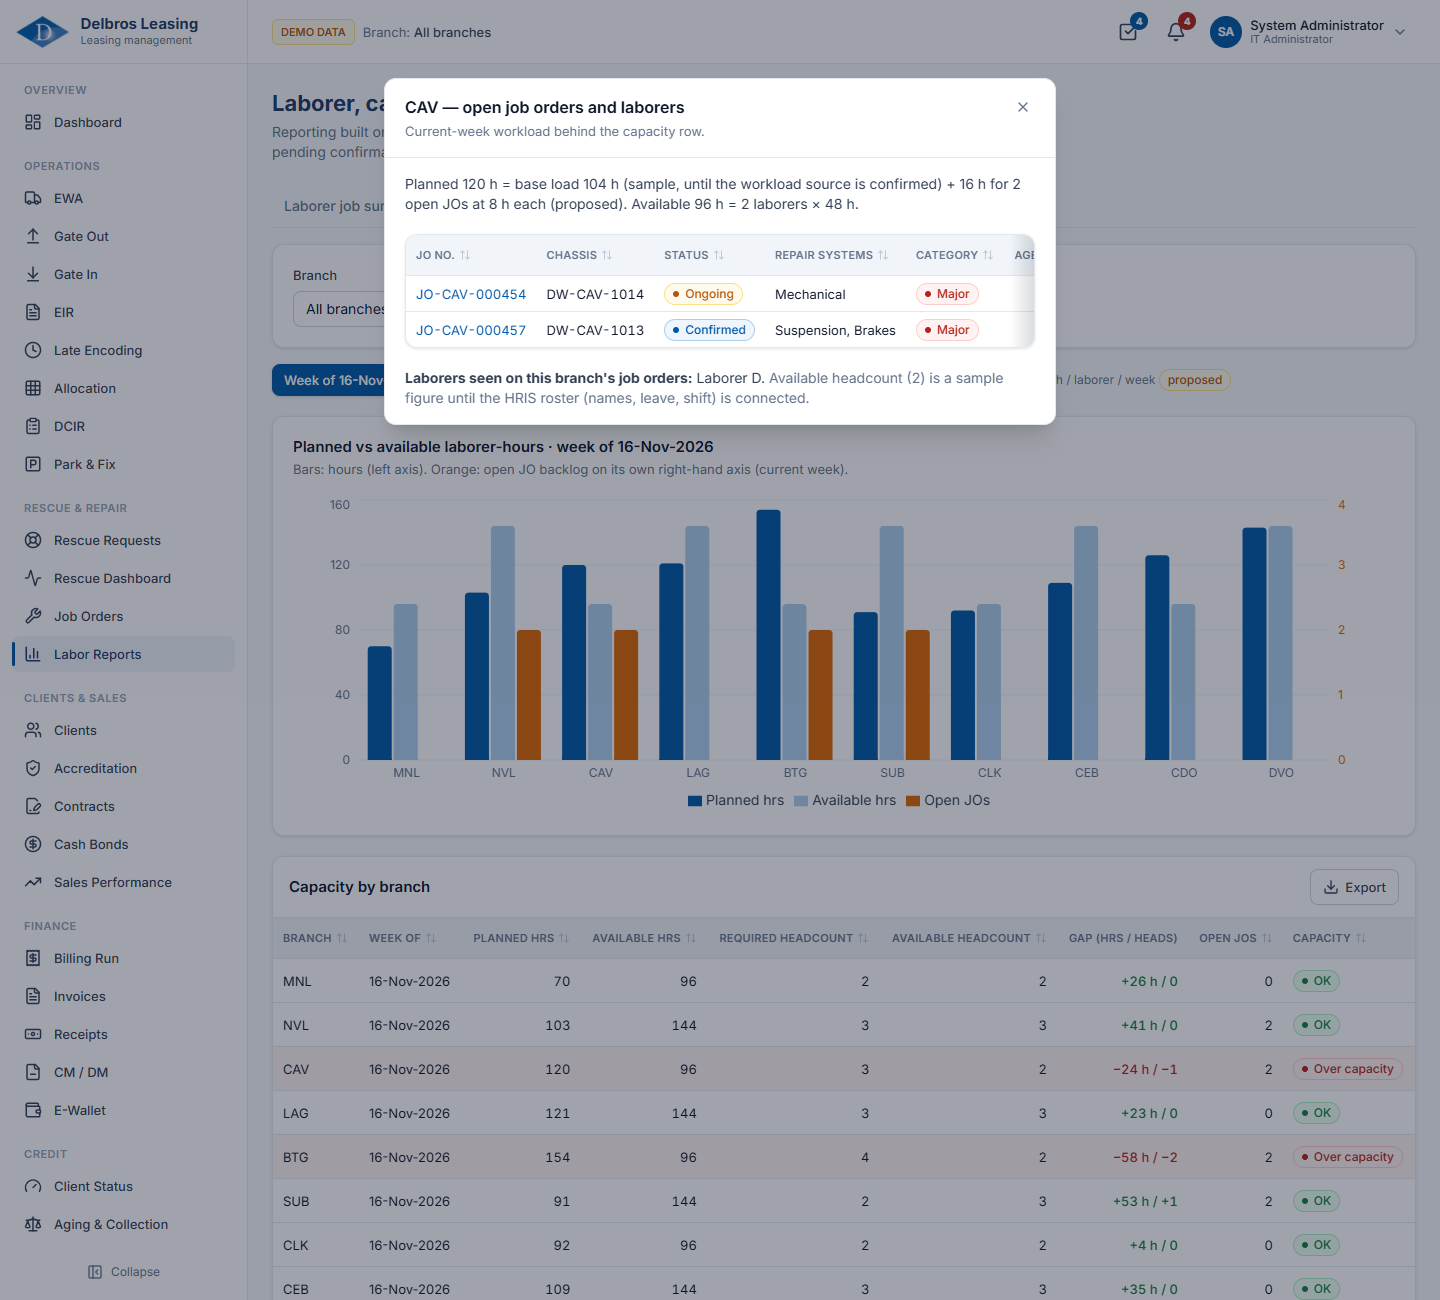 Delbros Leasing
Leasing management
DEMO DATA
Branch: All branches
4
4
SA
System Administrator
IT Administrator
OVERVIEW
Dashboard
OPERATIONS
EWA
Gate Out
Gate In
EIR
Late Encoding
Allocation
DCIR
Park & Fix
RESCUE & REPAIR
Rescue Requests
Rescue Dashboard
Job Orders
Labor Reports
CLIENTS & SALES
Clients
Accreditation
Contracts
Cash Bonds
Sales Performance
FINANCE
Billing Run
Invoices
Receipts
CM / DM
E-Wallet
CREDIT
Client Status
Aging & Collection
Collapse
Laborer, ca
Reporting built on
pending confirma
Laborer job sum
Branch
All branches
Week of 16-Nov
h / laborer / week proposed
CAV — open job orders and laborers
Current-week workload behind the capacity row.
Planned 120 h = base load 104 h (sample, until the workload source is confirmed) + 16 h for 2
open JOs at 8 h each (proposed). Available 96 h = 2 laborers × 48 h.
JO NO. CHASSIS STATUS REPAIR SYSTEMS CATEGORY AGE
JO-CAV-000454 DW-CAV-1014 Ongoing Mechanical Major
JO-CAV-000457 DW-CAV-1013 Confirmed Suspension, Brakes Major
Laborers seen on this branch's job orders: Laborer D. Available headcount (2) is a sample
figure until the HRIS roster (names, leave, shift) is connected.
Planned vs available laborer-hours · week of 16-Nov-2026
Bars: hours (left axis). Orange: open JO backlog on its own right-hand axis (current week).
160 4
120 3
80 2
40 1
0 0
MNL NVL CAV LAG BTG SUB CLK CEB CDO DVO
Planned hrs Available hrs Open JOs
Capacity by branch
Export
BRANCH WEEK OF PLANNED HRS AVAILABLE HRS REQUIRED HEADCOUNT AVAILABLE HEADCOUNT GAP (HRS / HEADS) OPEN JOS CAPACITY
MNL 16-Nov-2026 70 96 2 2 +26 h / 0 0 OK
NVL 16-Nov-2026 103 144 3 3 +41 h / 0 2 OK
CAV 16-Nov-2026 120 96 3 2 −24 h / −1 2 Over capacity
LAG 16-Nov-2026 121 144 3 3 +23 h / 0 0 OK
BTG 16-Nov-2026 154 96 4 2 −58 h / −2 2 Over capacity
SUB 16-Nov-2026 91 144 2 3 +53 h / +1 2 OK
CLK 16-Nov-2026 92 96 2 2 +4 h / 0 0 OK
CEB 16-Nov-2026 109 144 3 3 +35 h / 0 0 OK